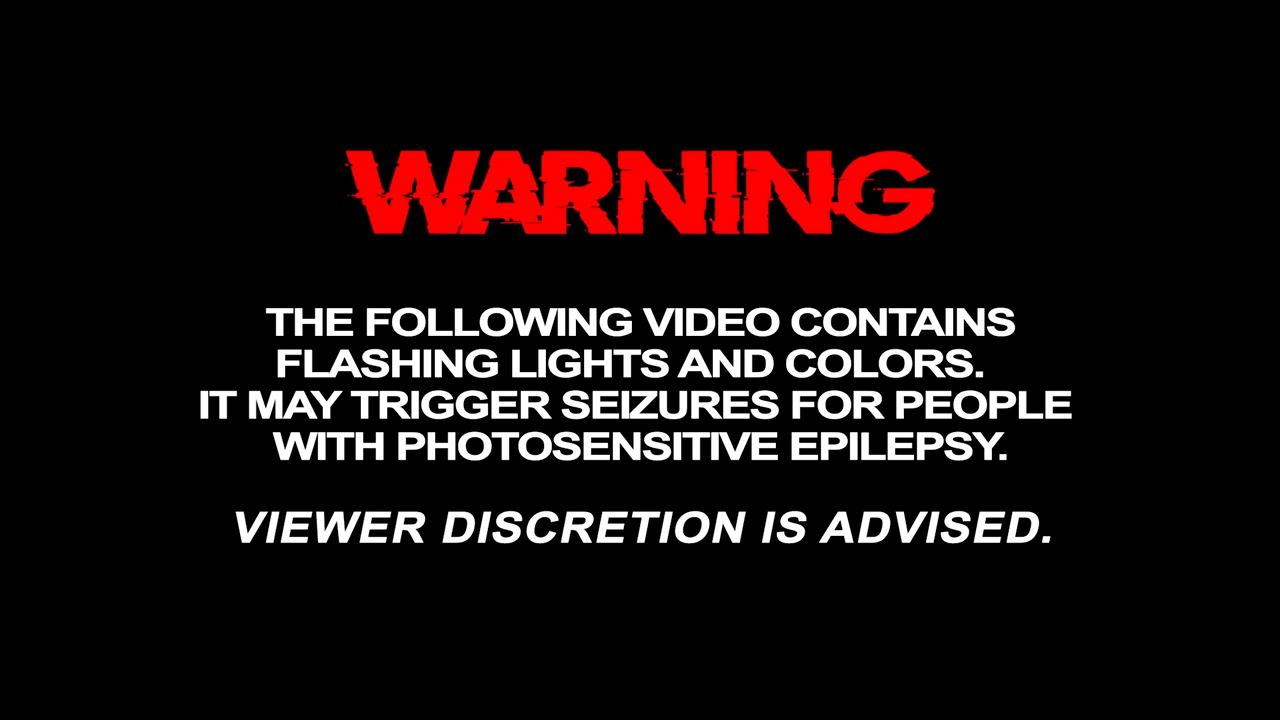 WARNING
THE FOLLOWING VIDEO CONTAINS
FLASHING LIGHTS AND COLORS.
IT MAY TRIGGER SEIZURES FOR PEOPLE
WITH PHOTOSENSITIVE EPILEPSY.
VIEWER DISCRETION IS ADVISED.